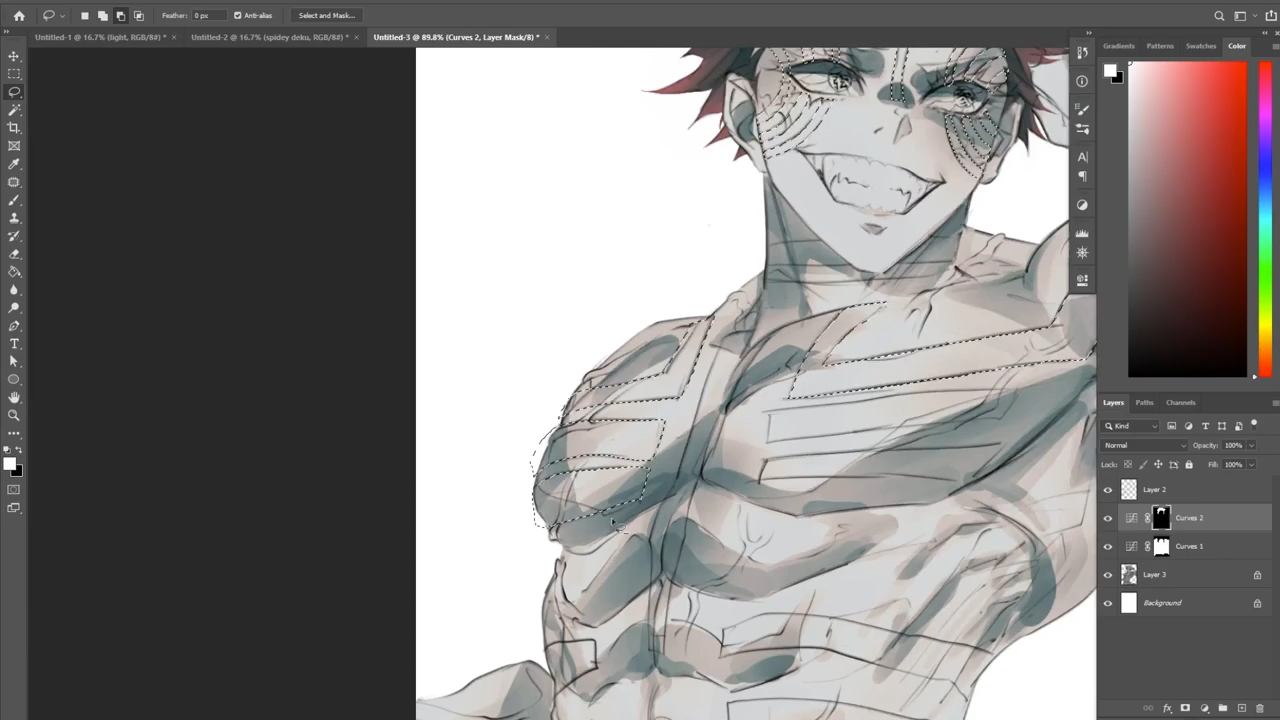 Feather: 0 px Anti-alias Select and Mask...
Untitled-1 @ 16.7% (light, RGB/8#) * × Untitled-2 @ 16.7% (spidey deku, RGB/8#) * × Untitled-3 @ 89.8% (Curves 2, Layer Mask/8) * ×
Gradients Patterns Swatches Color
Layers Paths Channels
Kind
Normal Opacity: 100%
Lock: Fill: 100%
Layer 2
Curves 2
Curves 1
Layer 3
Background